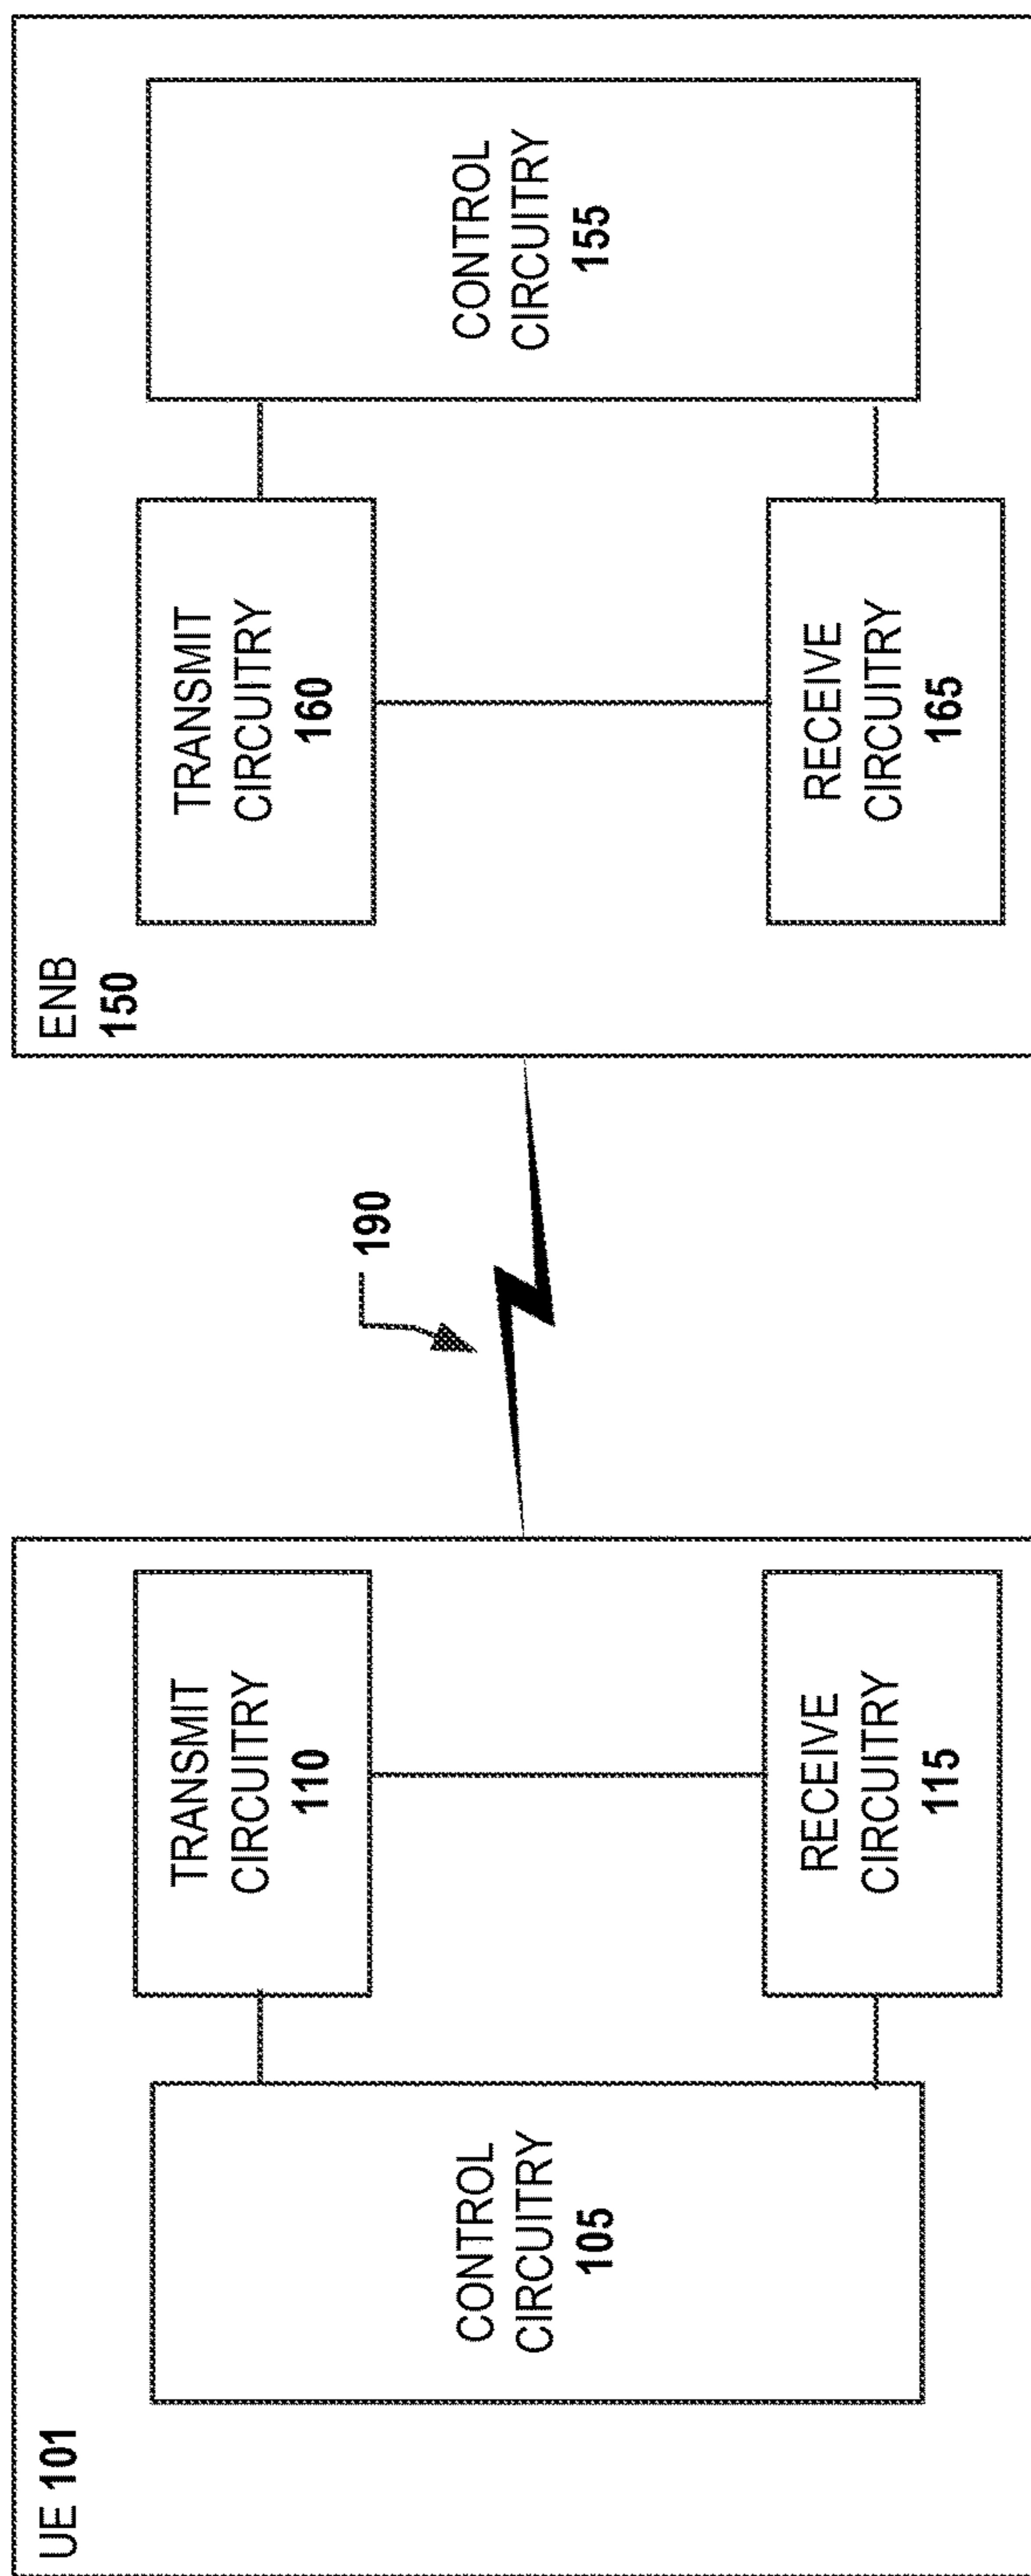 UE 101
CONTROL
CIRCUITRY
105
TRANSMIT
CIRCUITRY
110
RECEIVE
CIRCUITRY
115
190
ENB
150
TRANSMIT
CIRCUITRY
160
RECEIVE
CIRCUITRY
165
CONTROL
CIRCUITRY
155